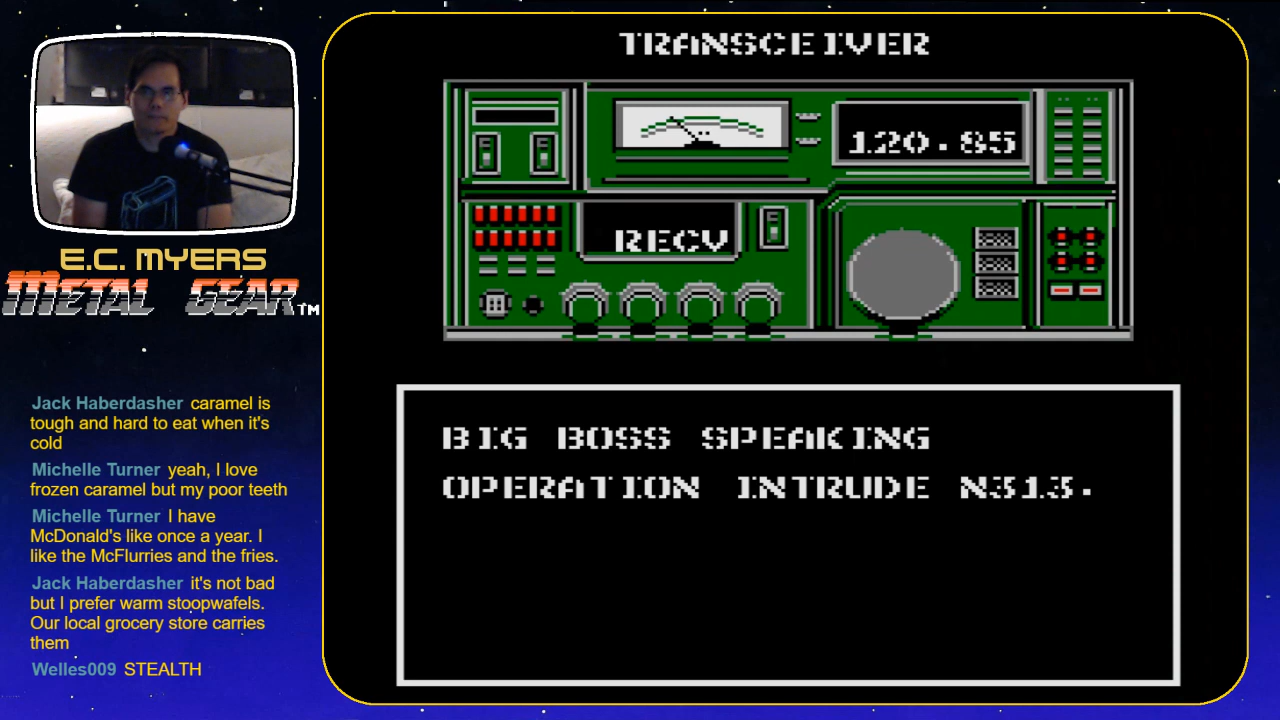 TRANSCEIVER
120.85
RECV
BIG BOSS SPEAKING
OPERATION INTRUDE N313.
E.C. MYERS
METAL GEAR™
Jack Haberdasher caramel is
tough and hard to eat when it's
cold
Michelle Turner yeah, I love
frozen caramel but my poor teeth
Michelle Turner I have
McDonald's like once a year. I
like the McFlurries and the fries.
Jack Haberdasher it's not bad
but I prefer warm stoopwafels.
Our local grocery store carries
them
Welles009 STEALTH